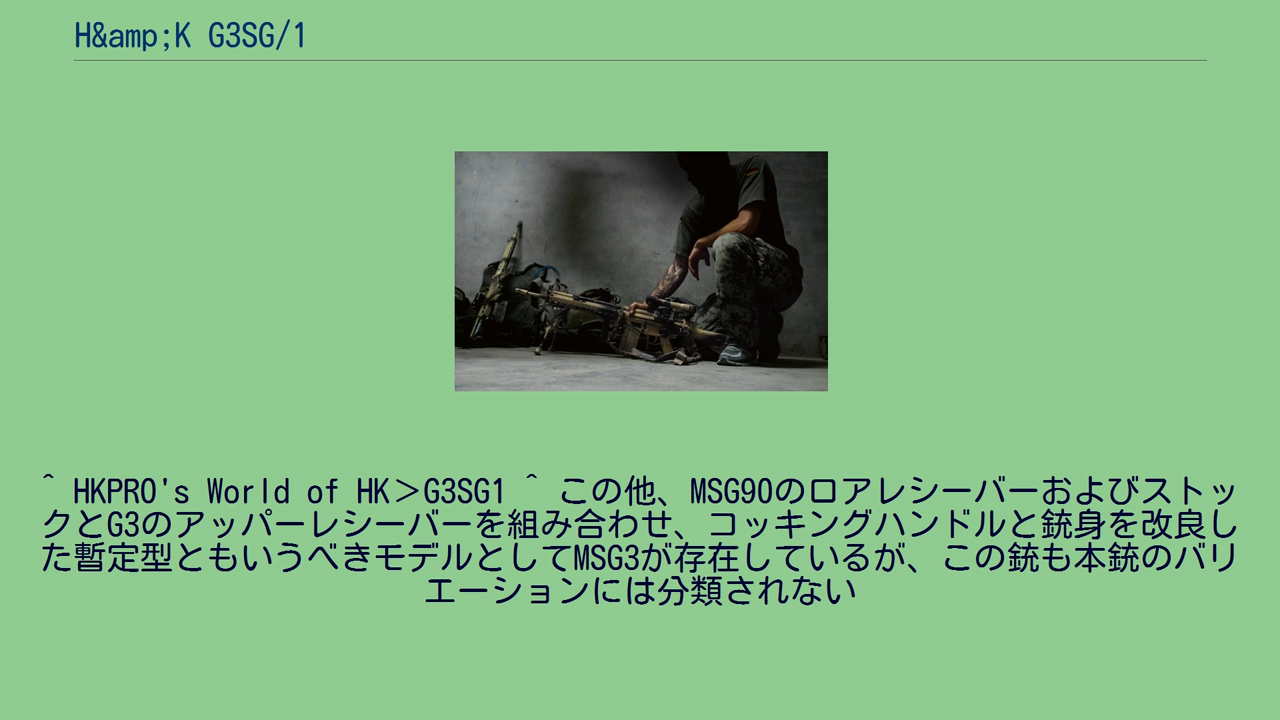 H&amp;K G3SG/1
^ HKPRO's World of HK＞G3SG1 ^ この他、MSG90のロアレシーバーおよびストッ
クとG3のアッパーレシーバーを組み合わせ、コッキングハンドルと銃身を改良し
た暫定型ともいうべきモデルとしてMSG3が存在しているが、この銃も本銃のバリ
エーションには分類されない